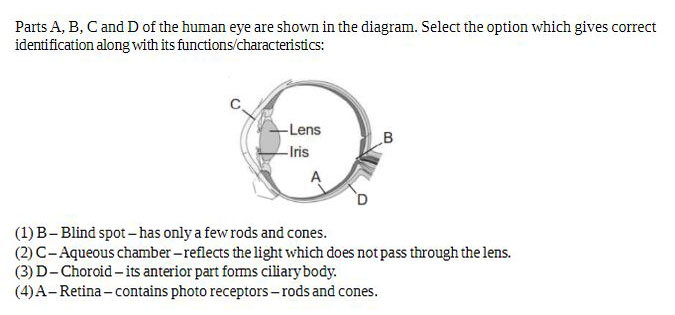 Parts A, B, C and D of the human eye are shown in the diagram. Select the option which gives correct
identification along with its functions/characteristics:
C
Lens
B
Iris
A
D
(1) B – Blind spot – has only a few rods and cones.
(2) C – Aqueous chamber – reflects the light which does not pass through the lens.
(3) D – Choroid – its anterior part forms ciliary body.
(4) A – Retina – contains photo receptors – rods and cones.